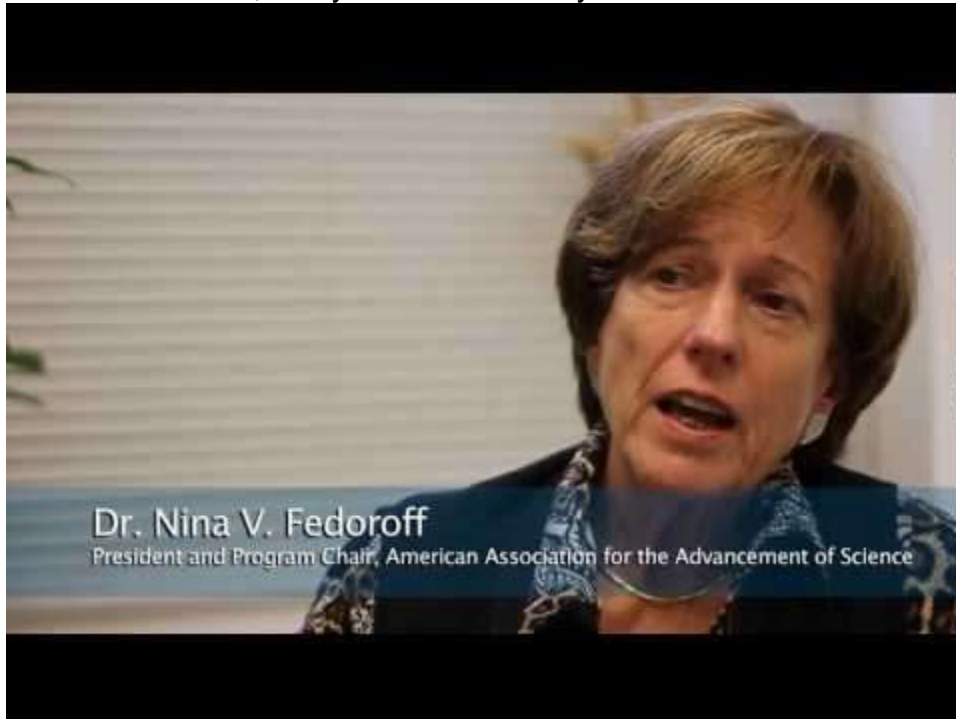 Dr. Nina V. Fedoroff
President and Program Chair, American Association for the Advancement of Science